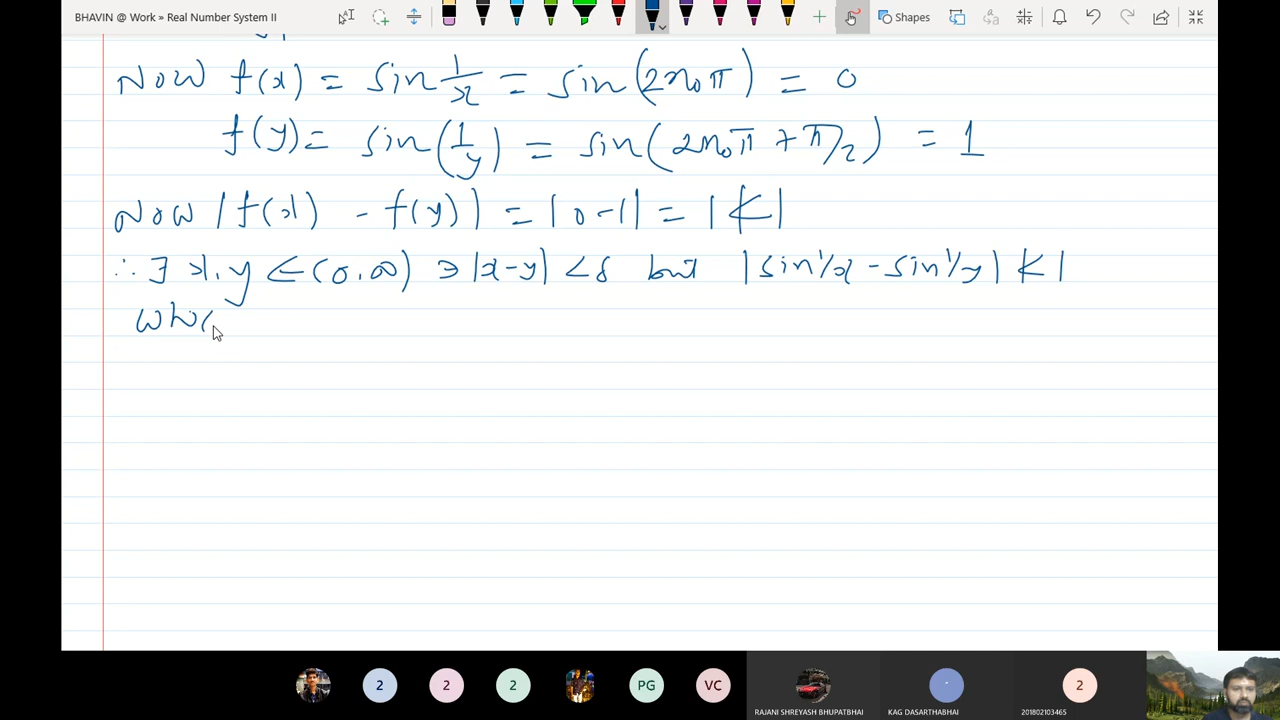 BHAVIN @ Work » Real Number System II
Shapes
Now f(x) = sin 1/x = sin(2n₀π) = 0
f(y) = sin(1/y) = sin(2n₀π + π/2) = 1
Now |f(x) - f(y)| = |0-1| = 1 ≮ 1
∴ ∃ x, y ∈ (0, ∞) ∋ |x-y| < δ but |sin 1/x - sin 1/y| ≮ 1
2
2
2
PG
VC
2
RAJANI SHREYASH BHUPATBHAI
KAG DASARTHABHAI
201802103465